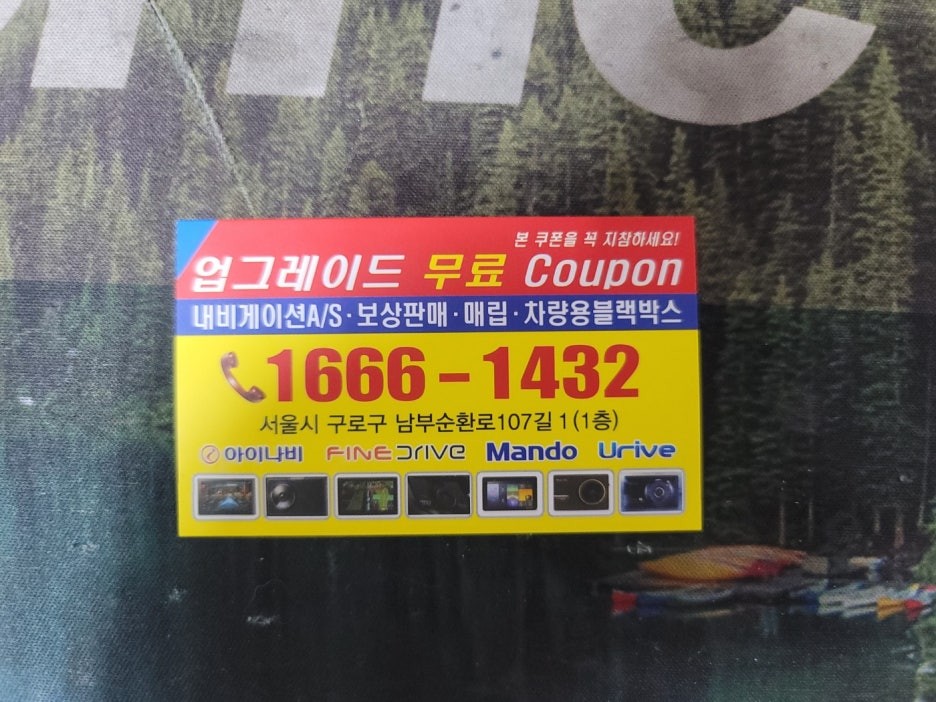 본 쿠폰을 꼭 지참하세요!
업그레이드 무료 Coupon
내비게이션A/S · 보상판매 · 매립 · 차량용블랙박스
1666 - 1432
서울시 구로구 남부순환로107길 1 (1층)
아이나비 FINEDRIVE Mando Urive